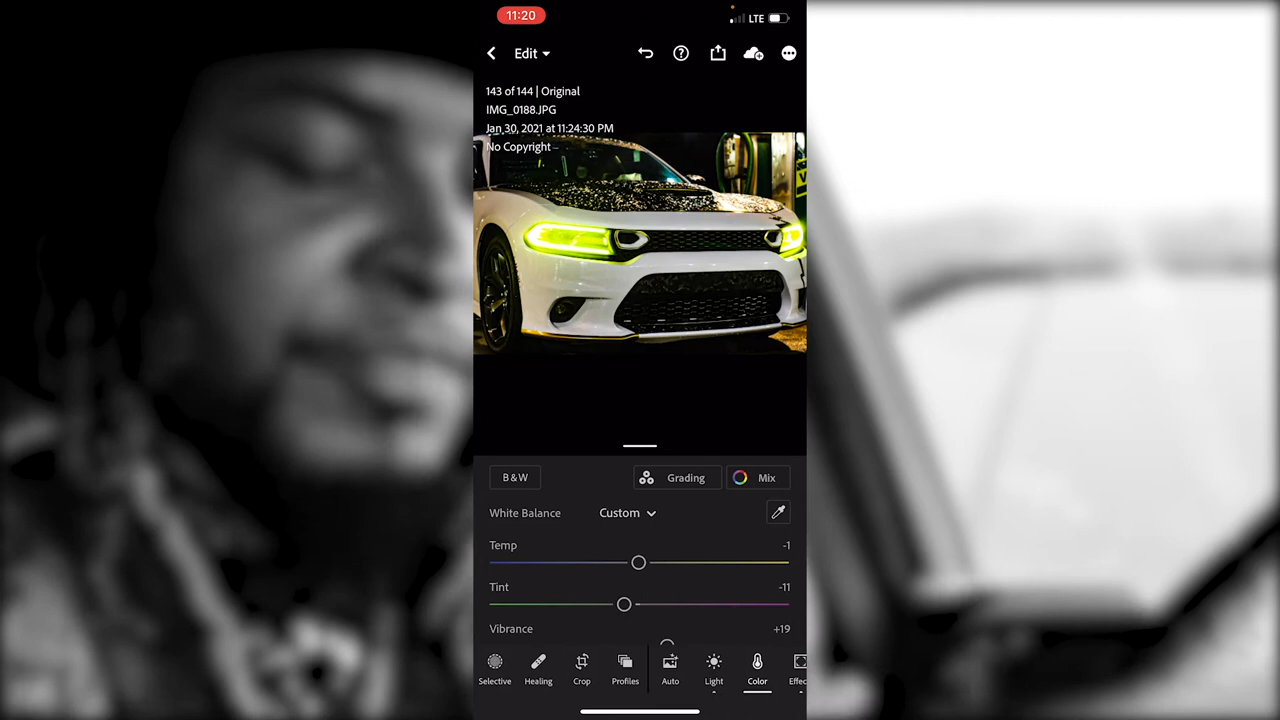 11:20
LTE
Edit
143 of 144 | Original
IMG_0188.JPG
Jan 30, 2021 at 11:24:30 PM
No Copyright
B & W
Grading
Mix
White Balance
Custom
Temp
-1
Tint
-11
Vibrance
+19
Selective
Healing
Crop
Profiles
Auto
Light
Color
Effec